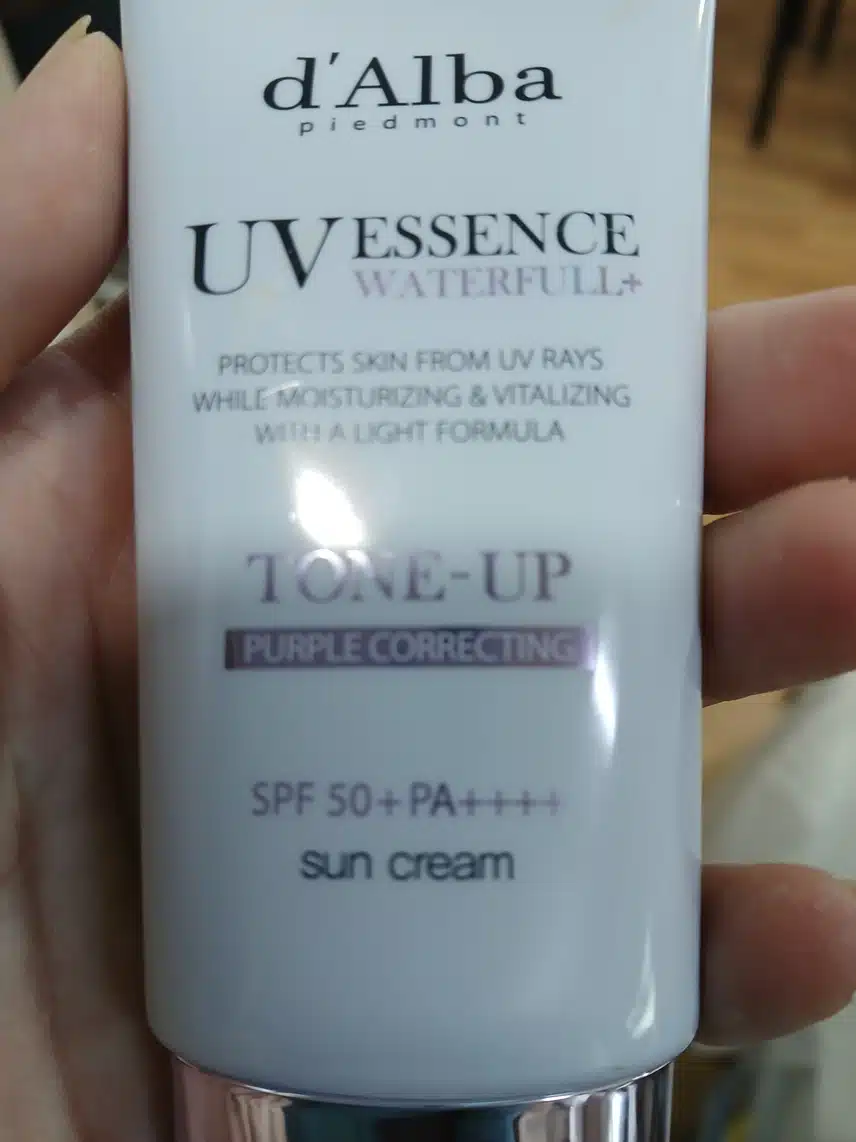 d'Alba
piedmont
UV ESSENCE
WATERFULL+
PROTECTS SKIN FROM UV RAYS
WHILE MOISTURIZING & VITALIZING
WITH A LIGHT FORMULA
TONE-UP
PURPLE CORRECTING
SPF 50+PA++++
sun cream